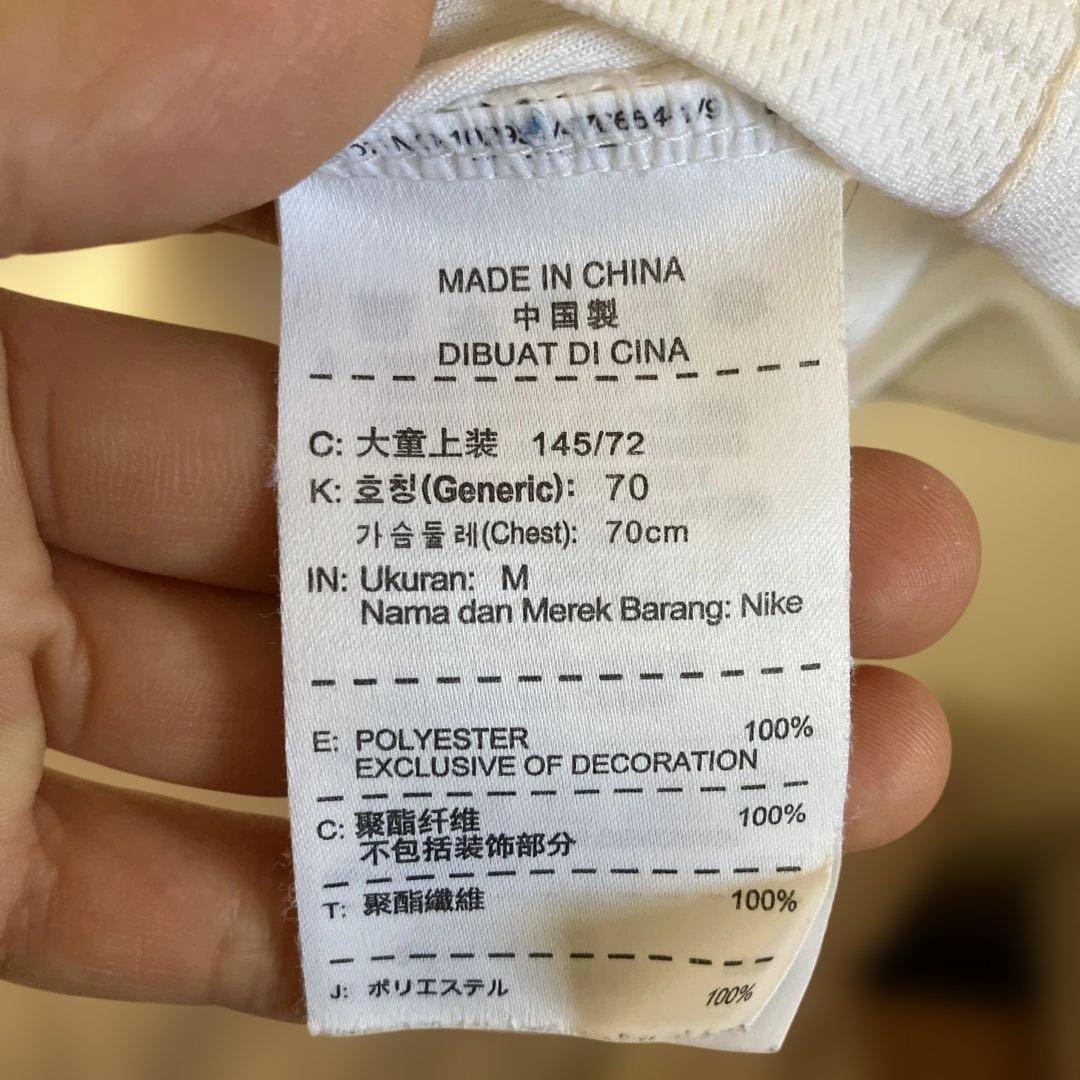 MADE IN CHINA
中国製
DIBUAT DI CINA
C: 大童上装 145/72
K: 호칭(Generic): 70
가슴둘레(Chest): 70cm
IN: Ukuran: M
Nama dan Merek Barang: Nike
E: POLYESTER 100%
EXCLUSIVE OF DECORATION
C: 聚酯纤维 100%
不包括装饰部分
T: 聚酯纖維 100%
J: ポリエステル 100%